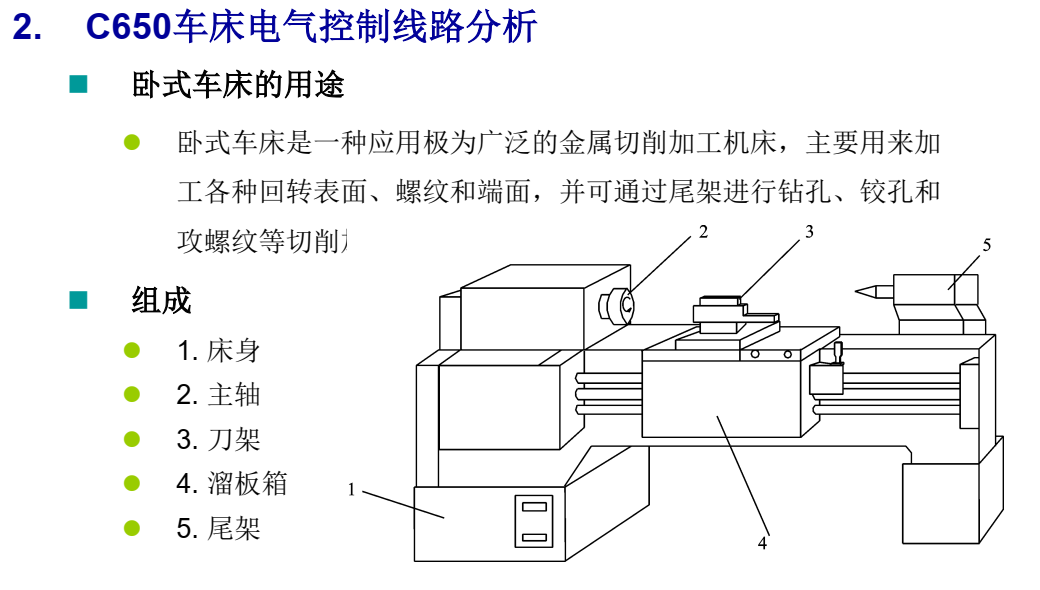 2. C650车床电气控制线路分析
卧式车床的用途
卧式车床是一种应用极为广泛的金属切削加工机床，主要用来加
工各种回转表面、螺纹和端面，并可通过尾架进行钻孔、铰孔和
攻螺纹等切削
组成
1. 床身
2. 主轴
3. 刀架
4. 溜板箱
5. 尾架
2
3
5
1
4